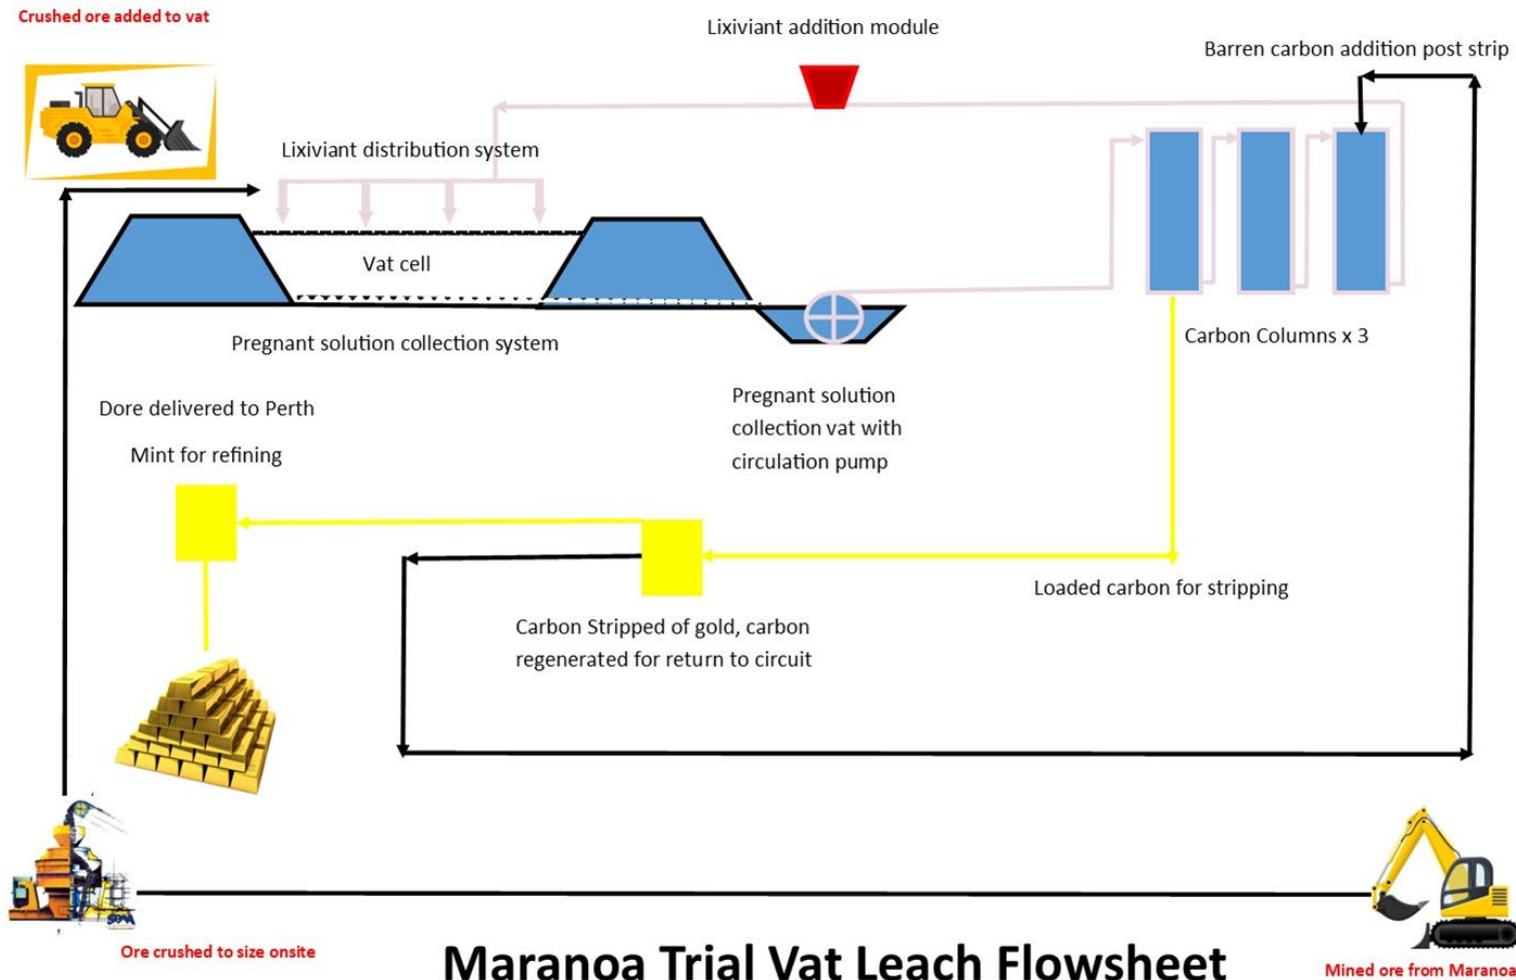 Crushed ore added to vat
Lixiviant addition module
Barren carbon addition post strip
Lixiviant distribution system
Vat cell
Pregnant solution collection system
Carbon Columns x 3
Dore delivered to Perth
Mint for refining
Pregnant solution
collection vat with
circulation pump
Loaded carbon for stripping
Carbon Stripped of gold, carbon
regenerated for return to circuit
Ore crushed to size onsite
Maranoa Trial Vat Leach Flowsheet
Mined ore from Maranoa